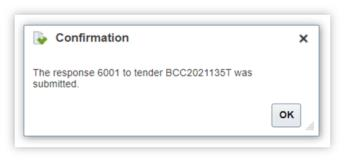 Confirmation
The response 6001 to tender BCC2021135T was
submitted.
OK